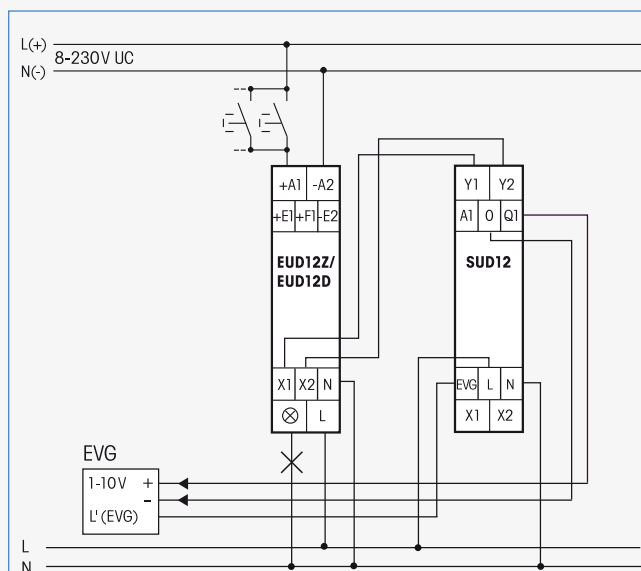 L(+)
8-230V UC
N(-)
+A1 -A2
+E1 +F1 -E2
EUD12Z/
EUD12D
X1 X2 N
L
Y1 Y2
A1 0 Q1
SUD12
EVG L N
X1 X2
EVG
1-10V +
–
L' (EVG)
L
N